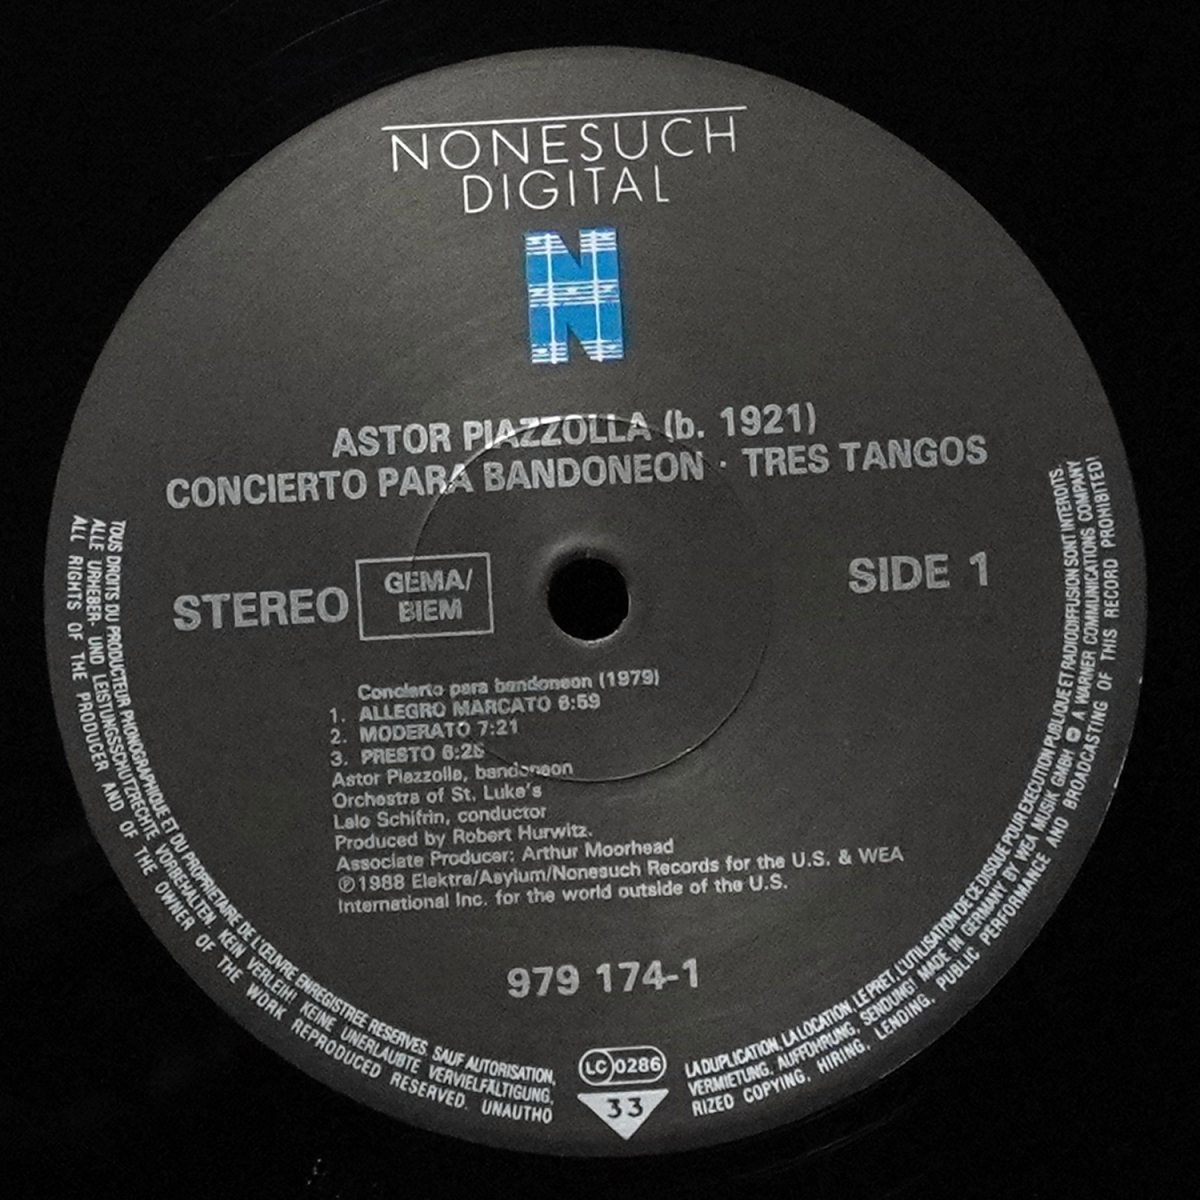 NONESUCH
DIGITAL
N
ASTOR PIAZZOLLA (b. 1921)
CONCIERTO PARA BANDONEON · TRES TANGOS
STEREO
GEMA/
BIEM
SIDE 1
Concierto para bandoneon (1979)
1. ALLEGRO MARCATO 6:59
2. MODERATO 7:21
3. PRESTO 6:28
Astor Piazzolla, bandoneon
Orchestra of St. Luke's
Lalo Schifrin, conductor
Produced by Robert Hurwitz.
Associate Producer: Arthur Moorhead
℗1988 Elektra/Asylum/Nonesuch Records for the U.S. & WEA
International Inc. for the world outside of the U.S.
979 174-1
TOUS DROITS DU PRODUCTEUR PHONOGRAPHIQUE ET DU PROPRIETAIRE DE L'ŒUVRE ENREGISTREE RESERVES. SAUF AUTORISATION, LA DUPLICATION, LA LOCATION, LE PRET, L'UTILISATION DE CE DISQUE POUR EXECUTION PUBLIQUE ET RADIODIFFUSION SONT INTERDITS.
ALLE URHEBER- UND LEISTUNGSSCHUTZRECHTE VORBEHALTEN. KEIN VERLEIH! KEINE UNERLAUBTE VERVIELFÄLTIGUNG, VERMIETUNG, AUFFÜHRUNG, SENDUNG! MADE IN GERMANY BY WEA MUSIK GMBH A WARNER COMMUNICATIONS COMPANY
ALL RIGHTS OF THE PRODUCER AND OF THE OWNER OF THE WORK REPRODUCED RESERVED. UNAUTHORIZED COPYING, HIRING, LENDING, PUBLIC PERFORMANCE AND BROADCASTING OF THIS RECORD PROHIBITED!
LC 0286
33